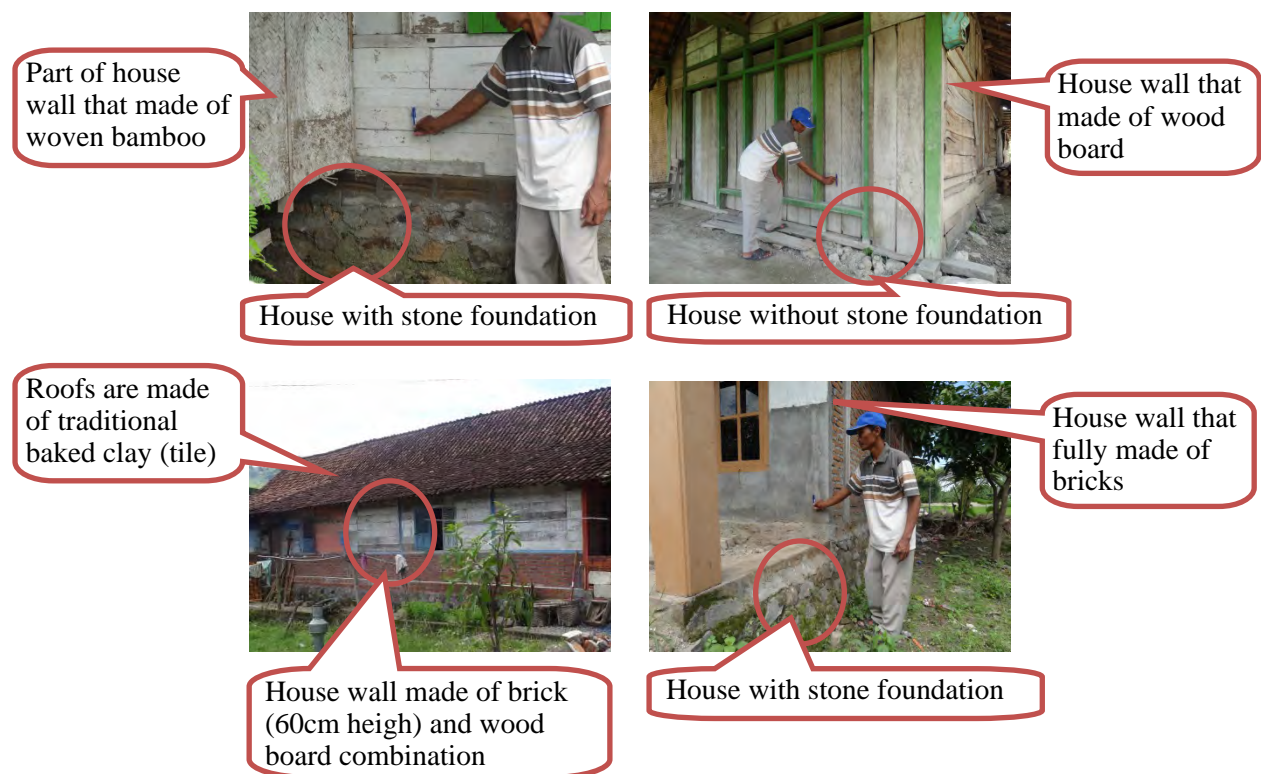 Part of house
wall that made of
woven bamboo
House wall that
made of wood
board
House with stone foundation
House without stone foundation
Roofs are made
of traditional
baked clay (tile)
House wall that
fully made of
bricks
House wall made of brick
(60cm heigh) and wood
board combination
House with stone foundation